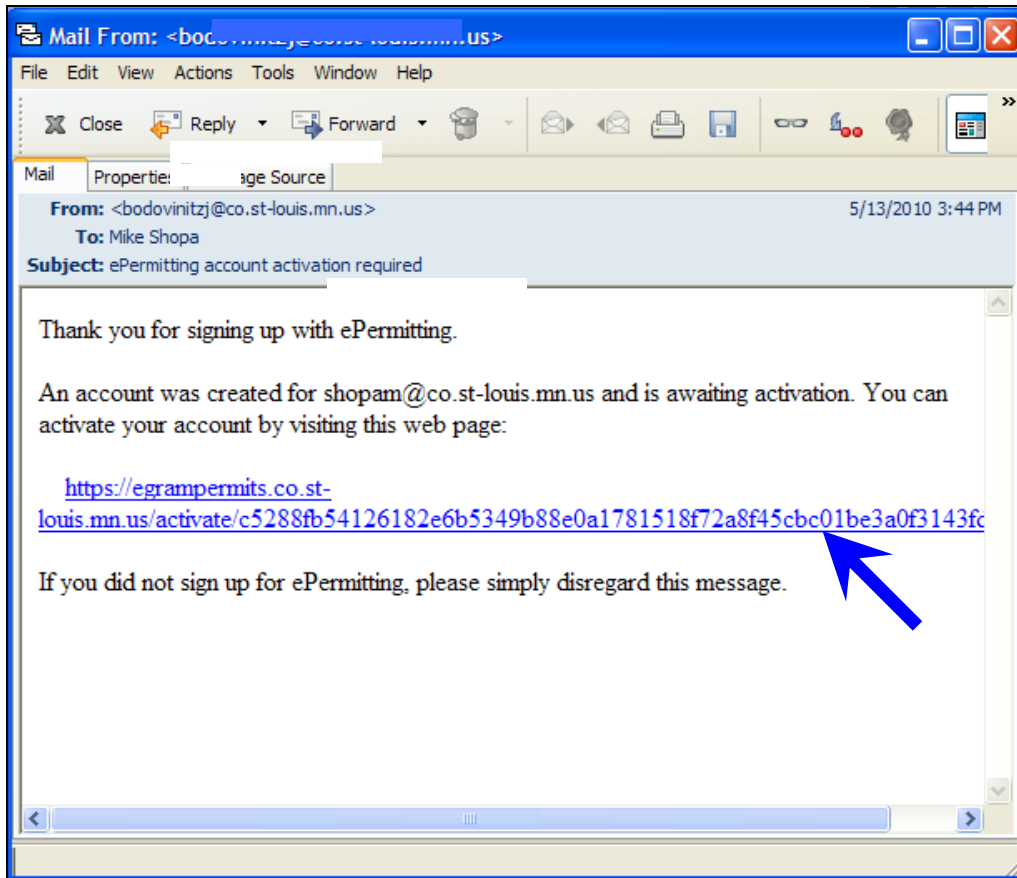 Mail From: <bod us>
File Edit View Actions Tools Window Help
Close Reply Forward »
Mail Properties age Source
From: <bodovinitzj@co.st-louis.mn.us> 5/13/2010 3:44 PM
To: Mike Shopa
Subject: ePermitting account activation required
Thank you for signing up with ePermitting.
An account was created for shopam@co.st-louis.mn.us and is awaiting activation. You can
activate your account by visiting this web page:
https://egrampermits.co.st-
louis.mn.us/activate/c5288fb54126182e6b5349b88e0a1781518f72a8f45cbc01be3a0f3143fc
If you did not sign up for ePermitting, please simply disregard this message.